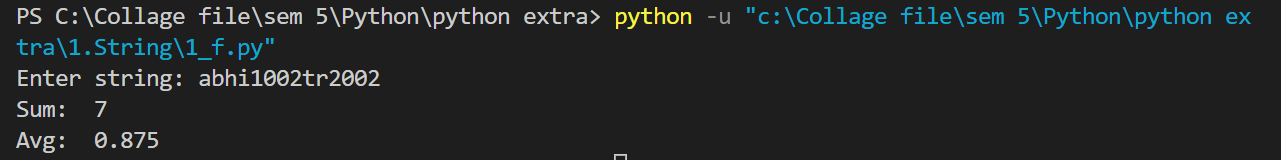 PS C:\Collage file\sem 5\Python\python extra> python -u "c:\Collage file\sem 5\Python\python ex
tra\1.String\1_f.py"
Enter string: abhi1002tr2002
Sum:  7
Avg:  0.875